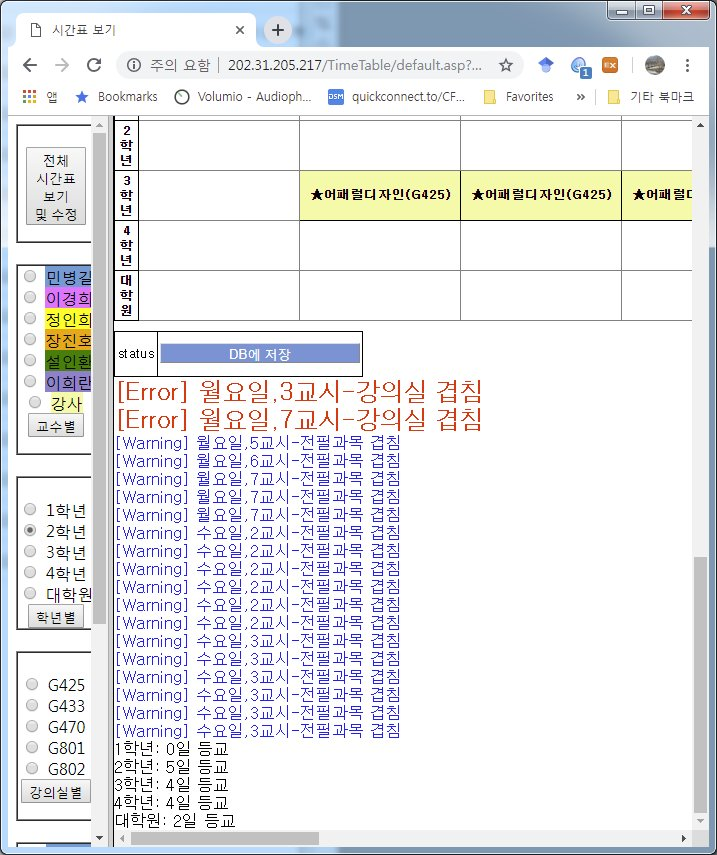 시간표 보기
주의 요함 | 202.31.205.217/TimeTable/default.asp?...
1
EX
앱 Bookmarks Volumio - Audioph... DSM quickconnect.to/CF... Favorites » 기타 북마크
전체
시간표
보기
및 수정
민병길
이경희
정인희
장진호
설인환
이희란
강사
교수별
1학년
2학년
3학년
4학년
대학원
학년별
G425
G433
G470
G801
G802
강의실별
2
학
년
3
학
년
★어패럴디자인(G425) ★어패럴디자인(G425) ★어패럴디
4
학
년
대
학
원
status DB에 저장
[Error] 월요일,3교시-강의실 겹침
[Error] 월요일,7교시-강의실 겹침
[Warning] 월요일,5교시-전필과목 겹침
[Warning] 월요일,6교시-전필과목 겹침
[Warning] 월요일,7교시-전필과목 겹침
[Warning] 월요일,7교시-전필과목 겹침
[Warning] 월요일,7교시-전필과목 겹침
[Warning] 수요일,2교시-전필과목 겹침
[Warning] 수요일,2교시-전필과목 겹침
[Warning] 수요일,2교시-전필과목 겹침
[Warning] 수요일,2교시-전필과목 겹침
[Warning] 수요일,2교시-전필과목 겹침
[Warning] 수요일,2교시-전필과목 겹침
[Warning] 수요일,3교시-전필과목 겹침
[Warning] 수요일,3교시-전필과목 겹침
[Warning] 수요일,3교시-전필과목 겹침
[Warning] 수요일,3교시-전필과목 겹침
[Warning] 수요일,3교시-전필과목 겹침
[Warning] 수요일,3교시-전필과목 겹침
1학년: 0일 등교
2학년: 5일 등교
3학년: 4일 등교
4학년: 4일 등교
대학원: 2일 등교